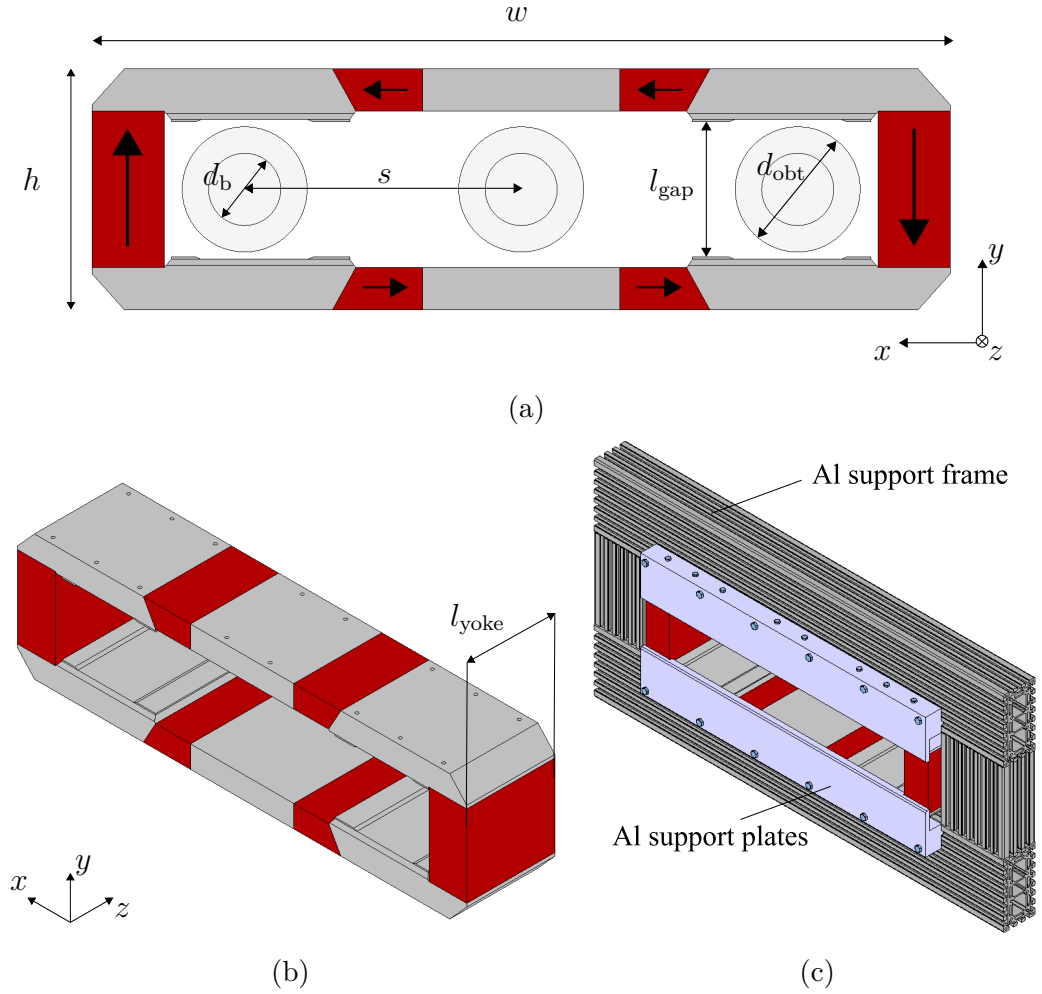 w
h
d_b
s
l_gap
d_obt
y
x
z
(a)
l_yoke
Al support frame
Al support plates
x
y
z
(b)
(c)